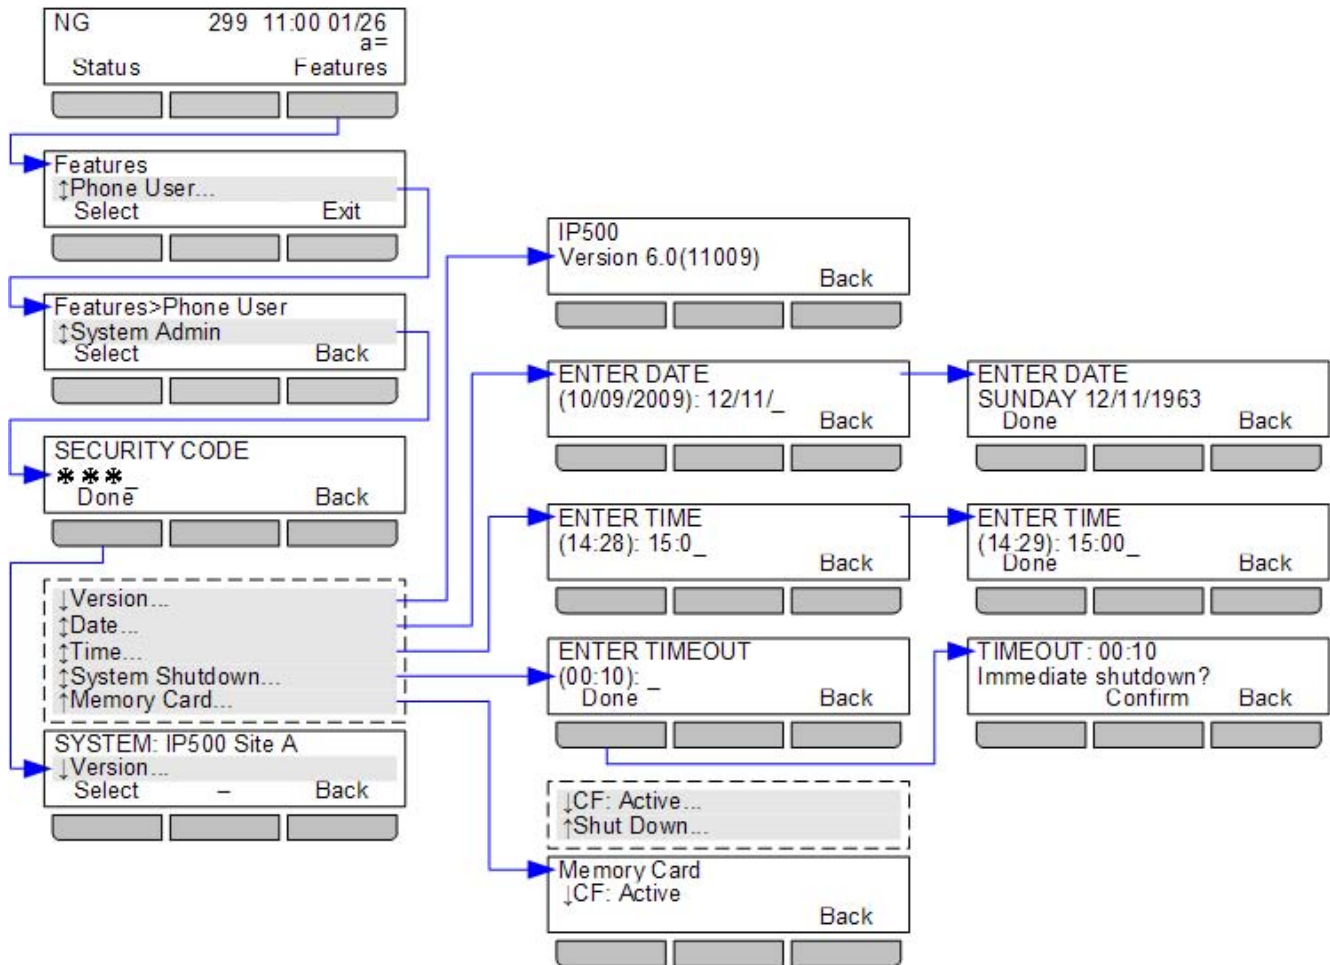 NG 299 11:00 01/26
a=
Status Features
Features
↕Phone User...
Select Exit
Features>Phone User
↕System Admin
Select Back
SECURITY CODE
***_
Done Back
↓Version...
↕Date...
↕Time...
↕System Shutdown...
↑Memory Card...
SYSTEM: IP500 Site A
↓Version...
Select – Back
IP500
Version 6.0(11009)
Back
ENTER DATE
(10/09/2009): 12/11/_
Back
ENTER DATE
SUNDAY 12/11/1963
Done Back
ENTER TIME
(14:28): 15:0_
Back
ENTER TIME
(14:29): 15:00_
Done Back
ENTER TIMEOUT
(00:10): _
Done Back
TIMEOUT: 00:10
Immediate shutdown?
Confirm Back
↓CF: Active...
↑Shut Down...
Memory Card
↓CF: Active
Back